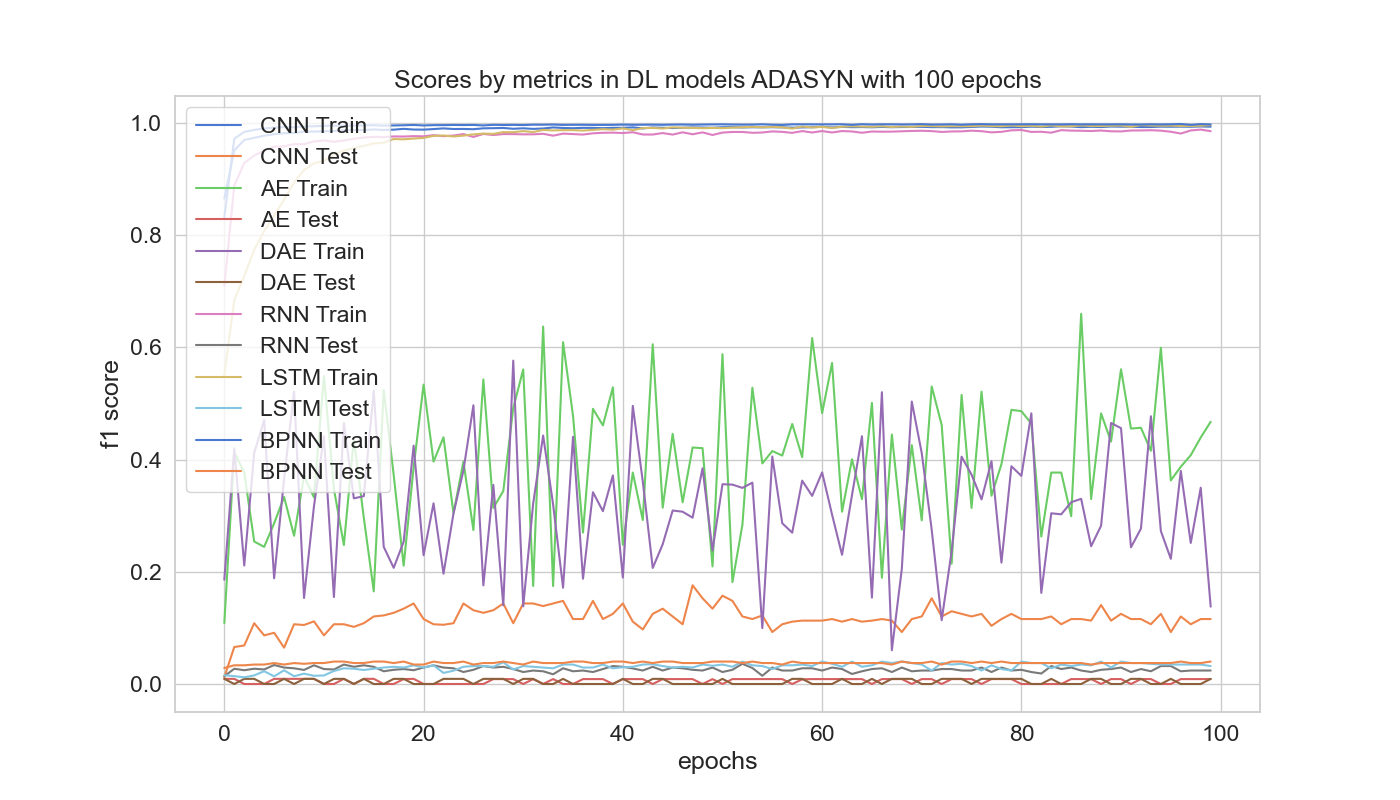 Scores by metrics in DL models ADASYN with 100 epochs
1.0
0.8
0.6
0.4
0.2
0.0
f1 score
CNN Train
CNN Test
AE Train
AE Test
DAE Train
DAE Test
RNN Train
RNN Test
LSTM Train
LSTM Test
BPNN Train
BPNN Test
0 20 40 60 80 100
epochs